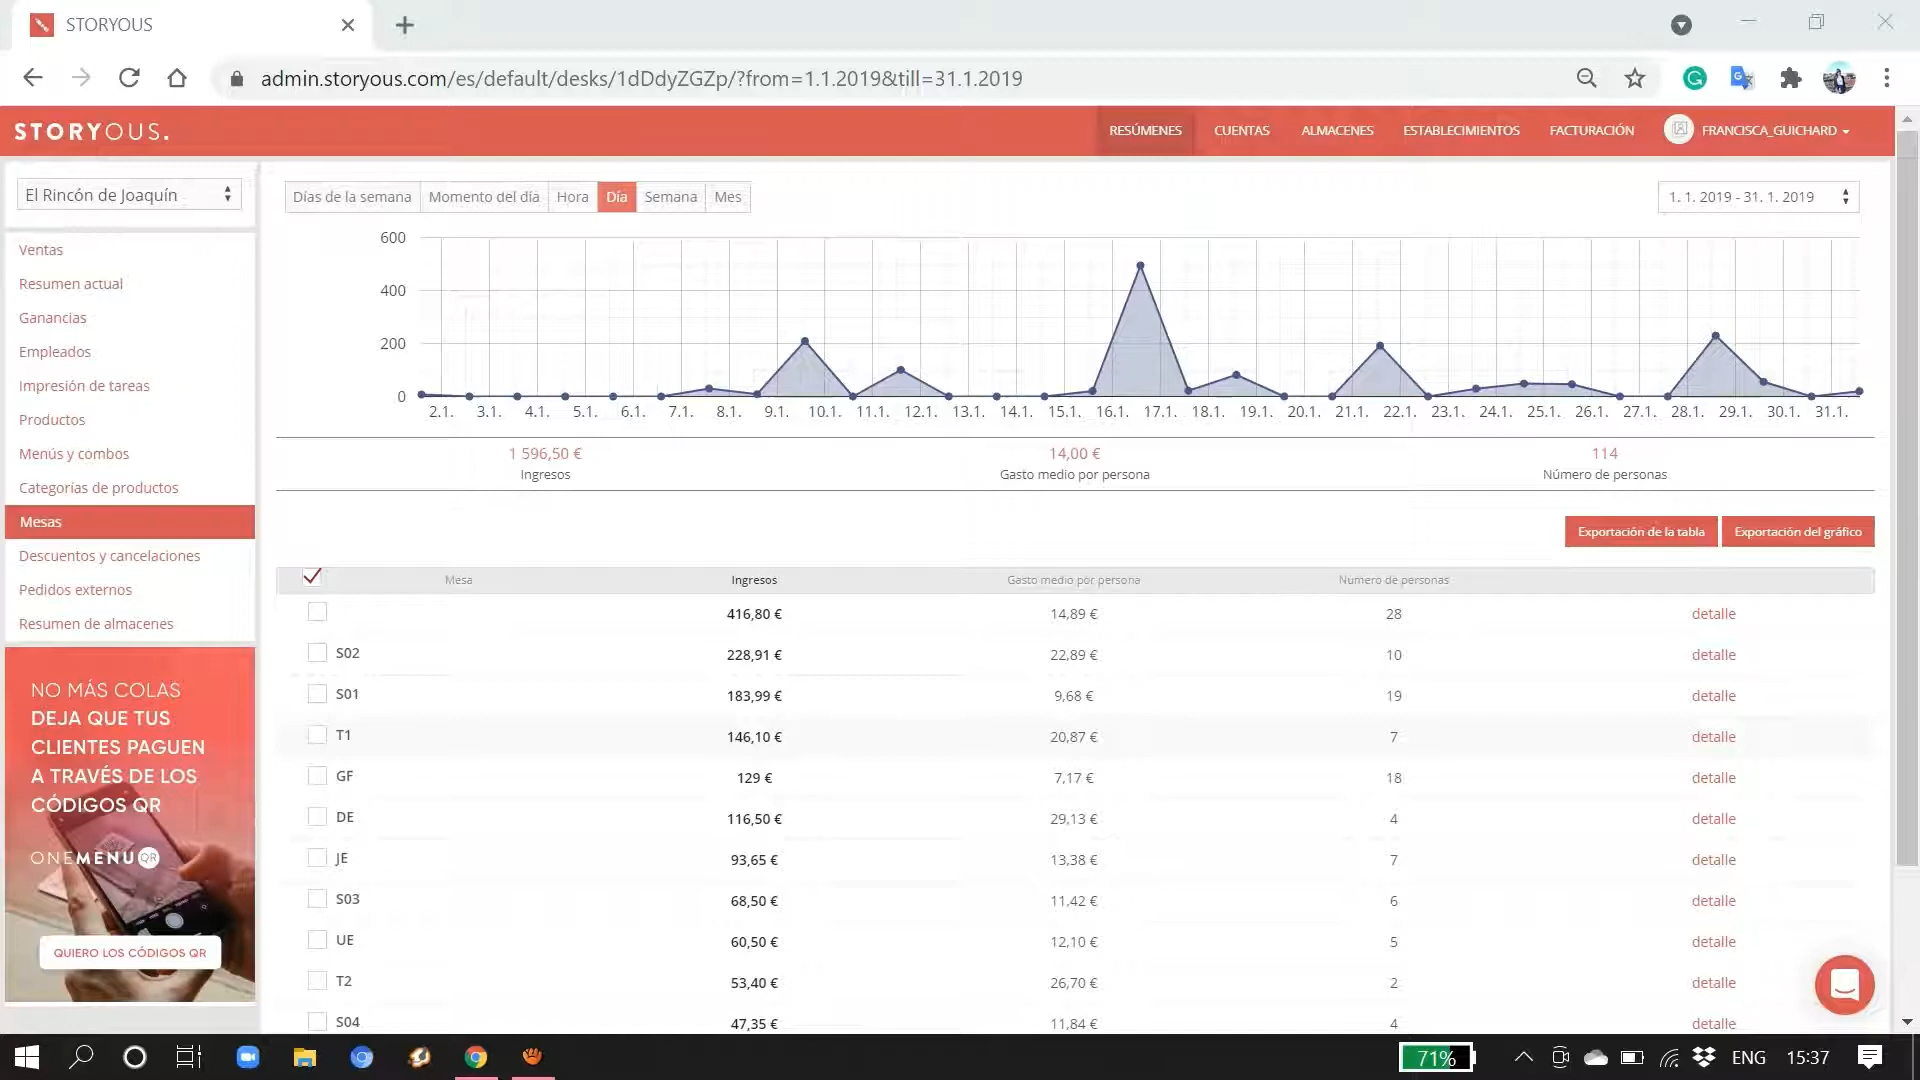 STORYOUS
admin.storyous.com/es/default/desks/1dDdyZGZp/?from=1.1.2019&till=31.1.2019
STORYOUS.
RESÚMENES CUENTAS ALMACENES ESTABLECIMIENTOS FACTURACIÓN FRANCISCA_GUICHARD
El Rincón de Joaquín
Ventas
Resumen actual
Ganancias
Empleados
Impresión de tareas
Productos
Menús y combos
Categorías de productos
Mesas
Descuentos y cancelaciones
Pedidos externos
Resumen de almacenes
NO MÁS COLAS
DEJA QUE TUS
CLIENTES PAGUEN
A TRAVÉS DE LOS
CÓDIGOS QR
ONEMENU QR
QUIERO LOS CÓDIGOS QR
Días de la semana Momento del día Hora Día Semana Mes
1. 1. 2019 - 31. 1. 2019
600
400
200
0
2.1. 3.1. 4.1. 5.1. 6.1. 7.1. 8.1. 9.1. 10.1. 11.1. 12.1. 13.1. 14.1. 15.1. 16.1. 17.1. 18.1. 19.1. 20.1. 21.1. 22.1. 23.1. 24.1. 25.1. 26.1. 27.1. 28.1. 29.1. 30.1. 31.1.
1 596,50 € 14,00 € 114
Ingresos Gasto medio por persona Número de personas
Exportación de la tabla Exportación del gráfico
Mesa Ingresos Gasto medio por persona Numero de personas
416,80 € 14,89 € 28 detalle
S02 228,91 € 22,89 € 10 detalle
S01 183,99 € 9,68 € 19 detalle
T1 146,10 € 20,87 € 7 detalle
GF 129 € 7,17 € 18 detalle
DE 116,50 € 29,13 € 4 detalle
JE 93,65 € 13,38 € 7 detalle
S03 68,50 € 11,42 € 6 detalle
UE 60,50 € 12,10 € 5 detalle
T2 53,40 € 26,70 € 2 detalle
S04 47,35 € 11,84 € 4 detalle
71% ENG 15:37